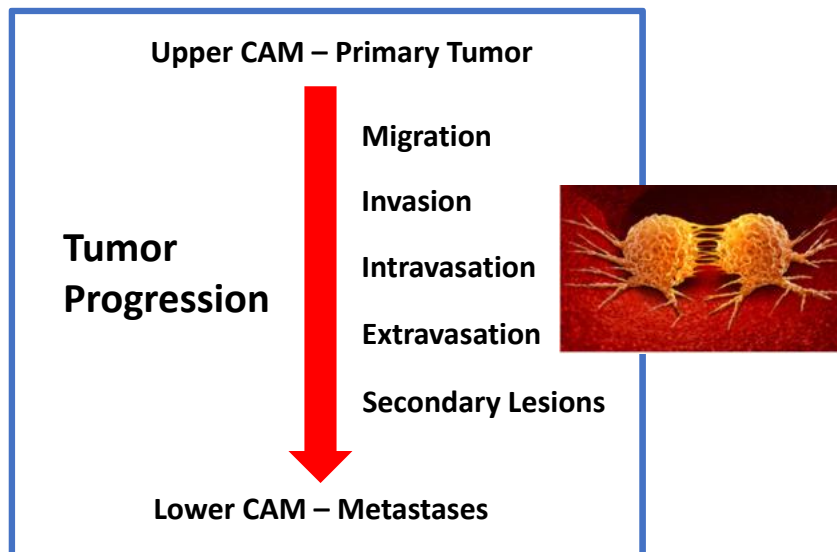 Upper CAM – Primary Tumor
Migration
Invasion
Tumor
Progression
Intravasation
Extravasation
Secondary Lesions
Lower CAM – Metastases